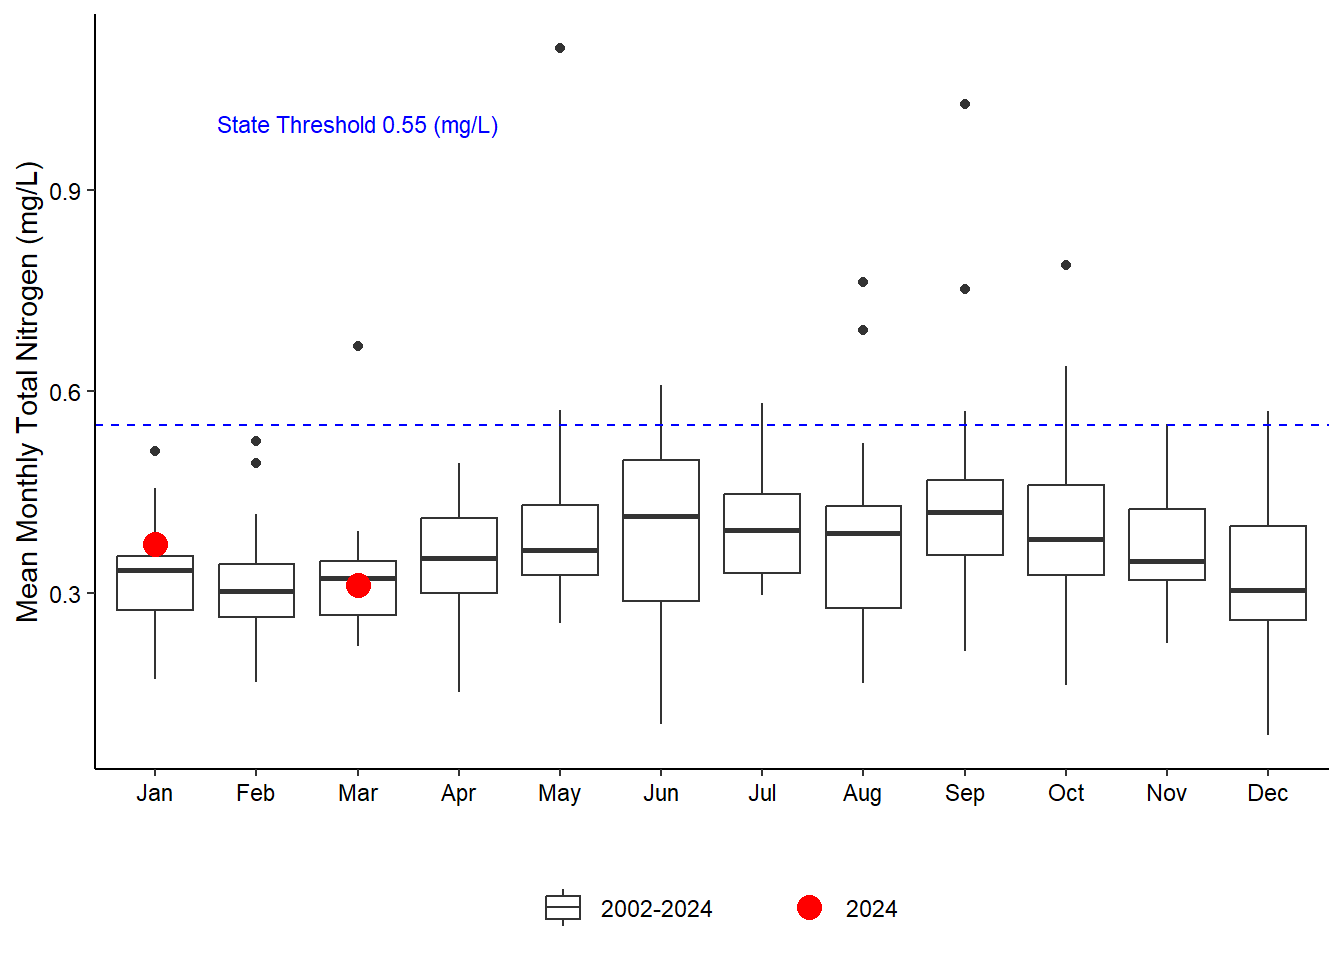 State Threshold 0.55 (mg/L)
Mean Monthly Total Nitrogen (mg/L)
0.9
0.6
0.3
Jan Feb Mar Apr May Jun Jul Aug Sep Oct Nov Dec
2002-2024 2024